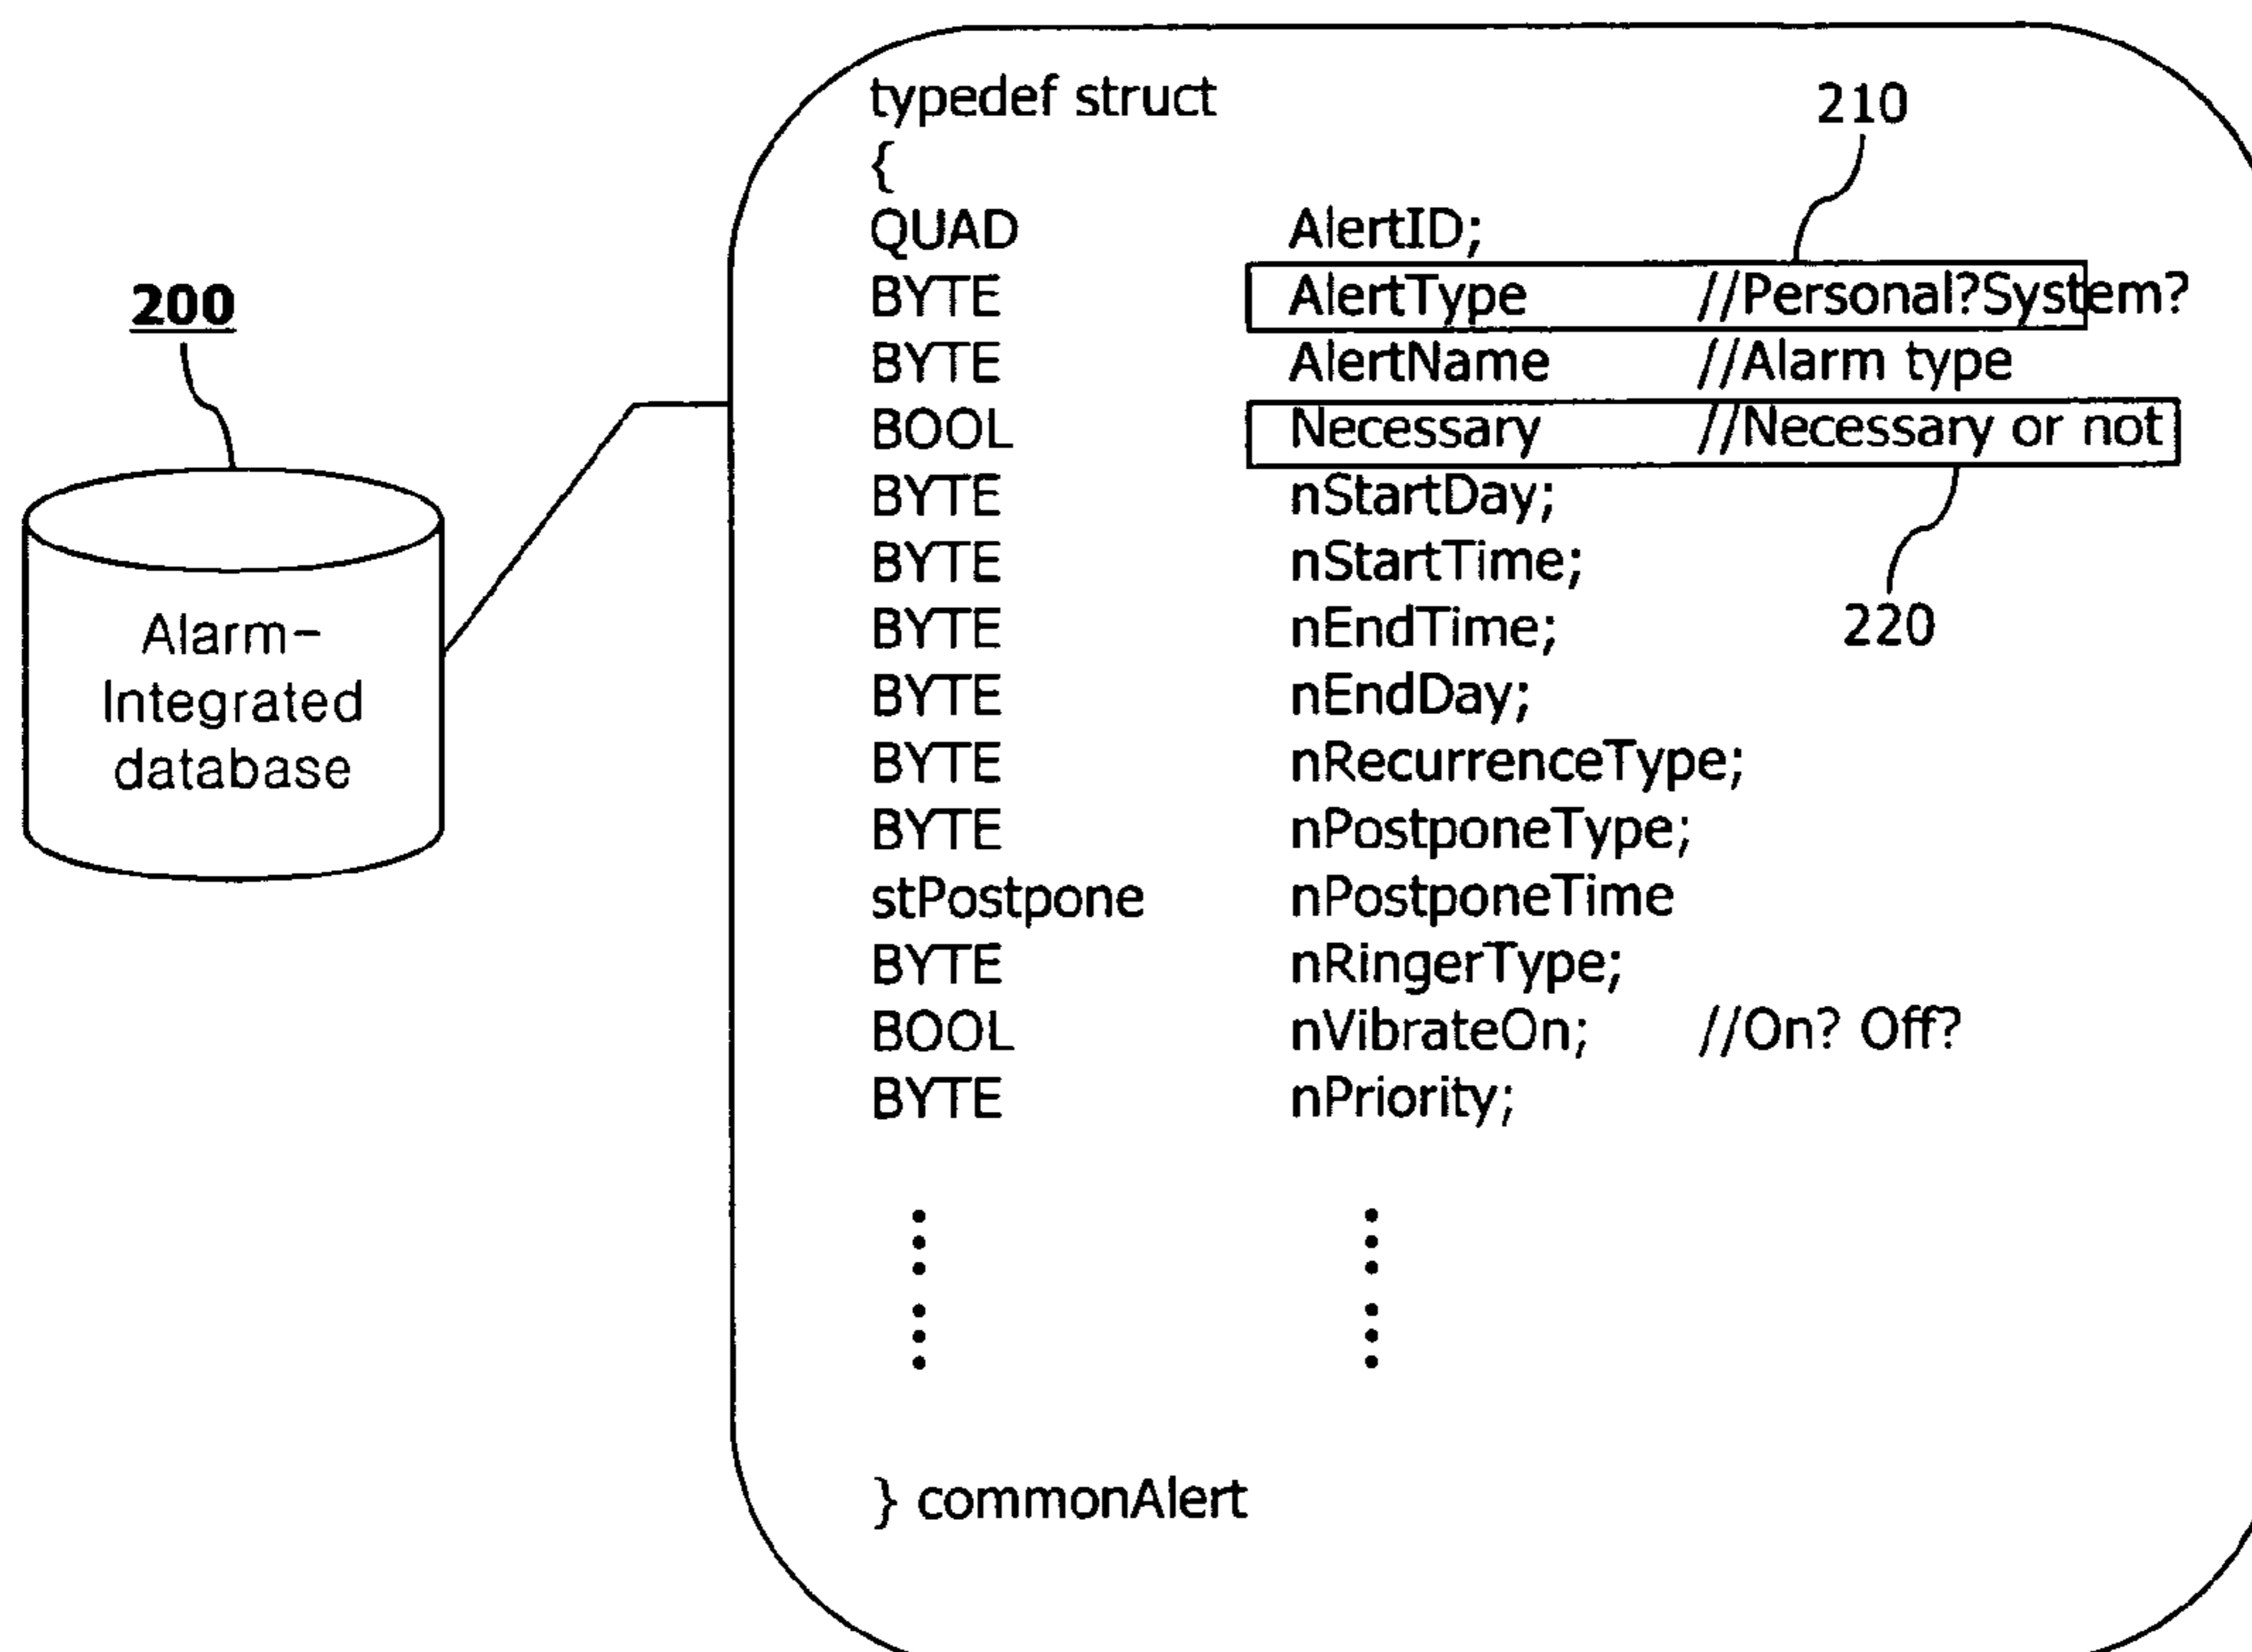 200
Alarm-
Integrated
database
typedef struct
{
QUAD AlertID;
210
BYTE AlertType //Personal?System?
BYTE AlertName //Alarm type
BOOL Necessary //Necessary or not
220
BYTE nStartDay;
BYTE nStartTime;
BYTE nEndTime;
BYTE nEndDay;
BYTE nRecurrenceType;
BYTE nPostponeType;
stPostpone nPostponeTime
BYTE nRingerType;
BOOL nVibrateOn; //On? Off?
BYTE nPriority;
} commonAlert